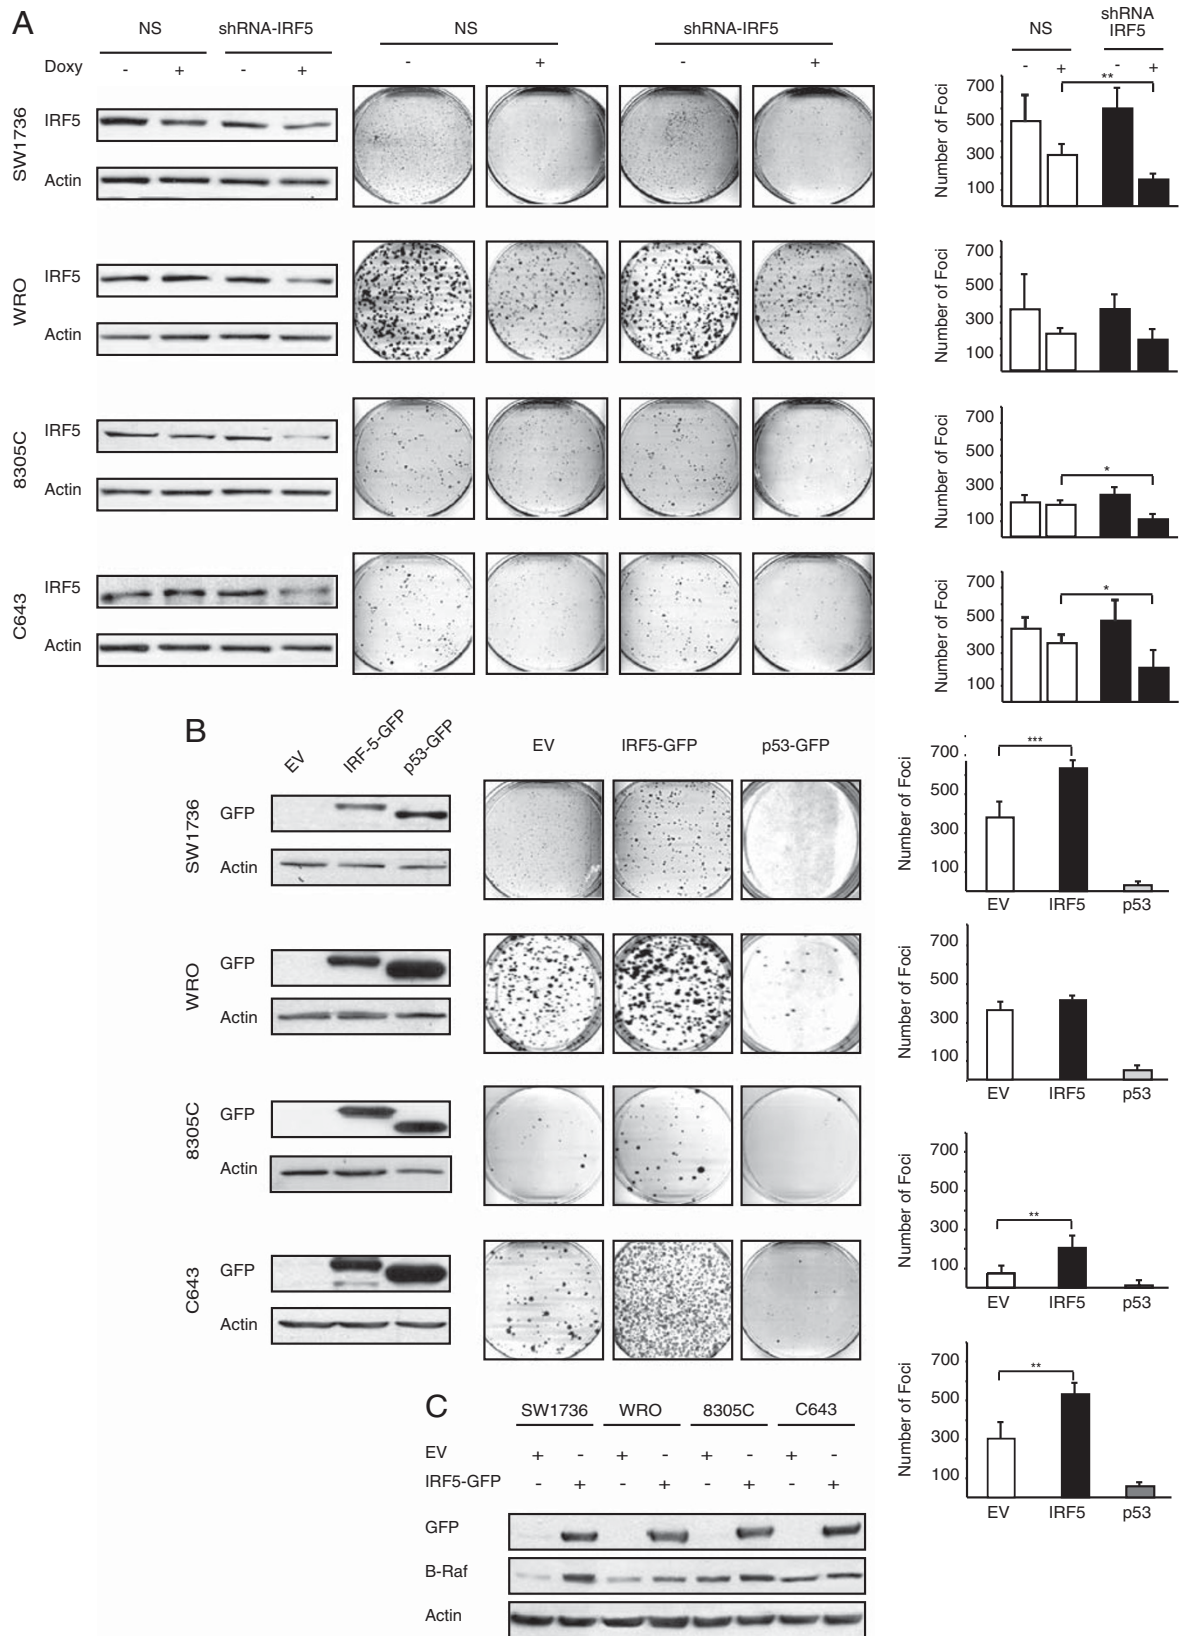 A
NS shRNA-IRF5 NS shRNA-IRF5 NS shRNA IRF5
Doxy - + - + - + - + - + - +
SW1736
IRF5
Actin
Number of Foci
700
500
300
100
**
WRO
IRF5
Actin
Number of Foci
700
500
300
100
8305C
IRF5
Actin
Number of Foci
700
500
300
100
*
C643
IRF5
Actin
Number of Foci
700
500
300
100
*
B
EV IRF-5-GFP p53-GFP EV IRF5-GFP p53-GFP
SW1736
GFP
Actin
Number of Foci
700
500
300
100
***
EV IRF5 p53
WRO
GFP
Actin
Number of Foci
700
500
300
100
EV IRF5 p53
8305C
GFP
Actin
Number of Foci
700
500
300
100
**
EV IRF5 p53
C643
GFP
Actin
Number of Foci
700
500
300
100
**
EV IRF5 p53
C
SW1736 WRO 8305C C643
EV + - + - + - + -
IRF5-GFP - + - + - + - +
GFP
B-Raf
Actin